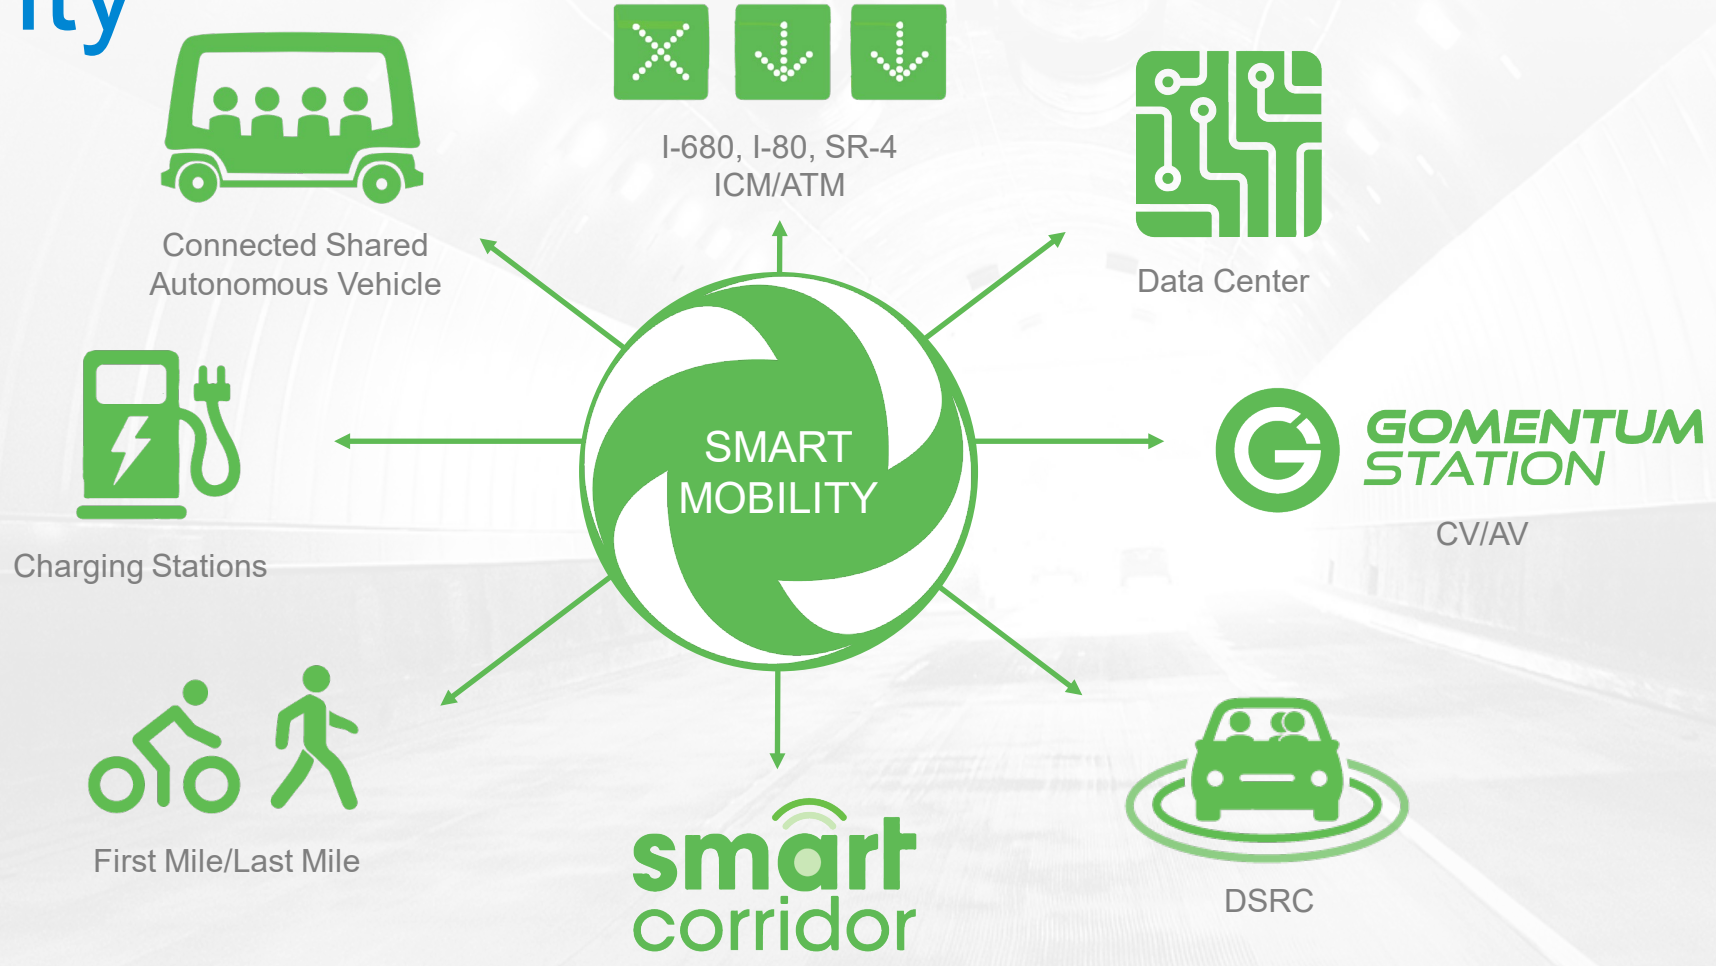 ity
I-680, I-80, SR-4
ICM/ATM
Connected Shared
Autonomous Vehicle
Data Center
SMART
MOBILITY
GOMENTUM
STATION
CV/AV
Charging Stations
First Mile/Last Mile
smart
corridor
DSRC